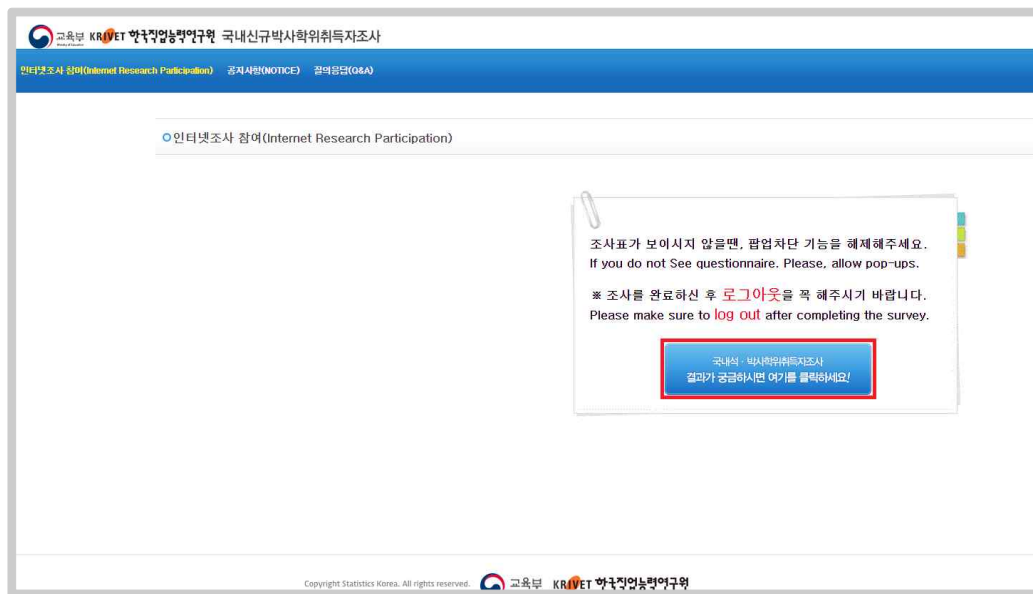 교육부 KRIVET 한국직업능력연구원 국내신규박사학위취득자조사
인터넷조사 참여(Internet Research Participation) 공지사항(NOTICE) 질의응답(Q&A)
인터넷조사 참여(Internet Research Participation)
조사표가 보이시지 않을땐, 팝업차단 기능을 해제해주세요.
If you do not See questionnaire. Please, allow pop-ups.
※ 조사를 완료하신 후 로그아웃을 꼭 해주시기 바랍니다.
Please make sure to log out after completing the survey.
국내석·박사학위취득자조사
결과가 궁금하시면 여기를 클릭하세요!
Copyright Statistics Korea. All rights reserved. 교육부 KRIVET 한국직업능력연구원